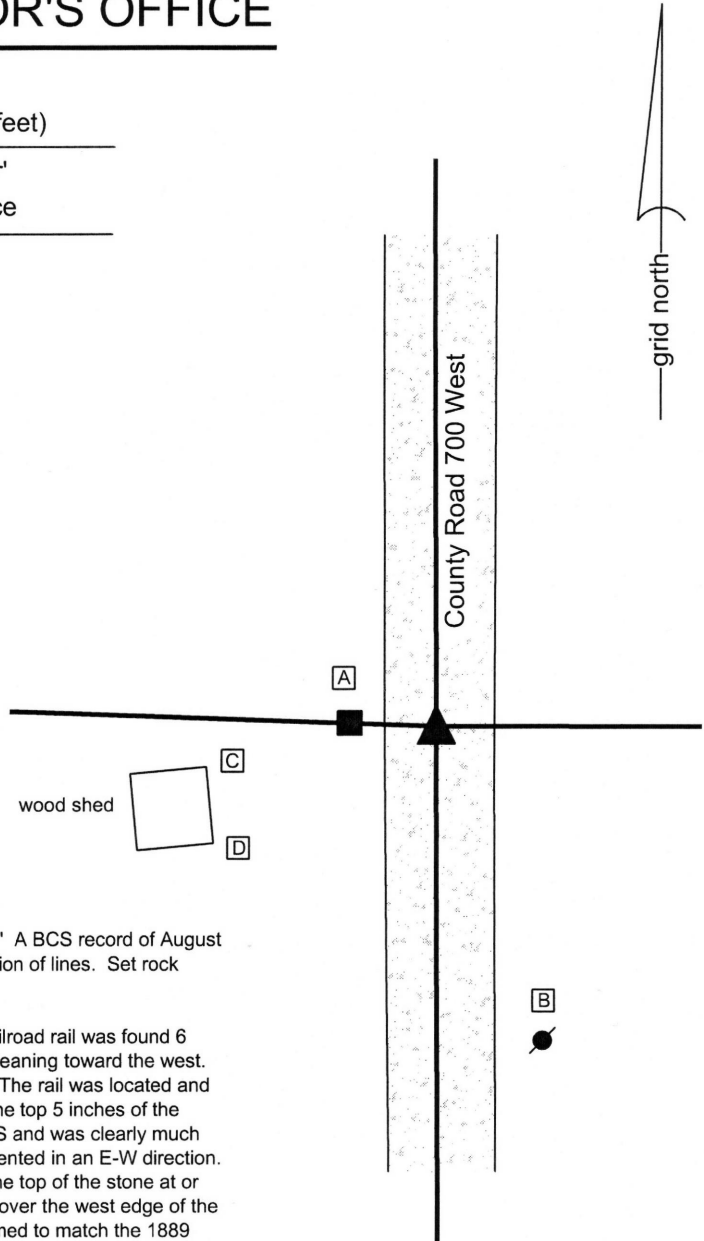 OR'S OFFICE
feet)
ce
grid north
County Road 700 West
A
C
wood shed
D
A BCS record of August
ion of lines. Set rock
B
ilroad rail was found 6
eaning toward the west.
The rail was located and
he top 5 inches of the
S and was clearly much
ented in an E-W direction.
he top of the stone at or
over the west edge of the
ned to match the 1889